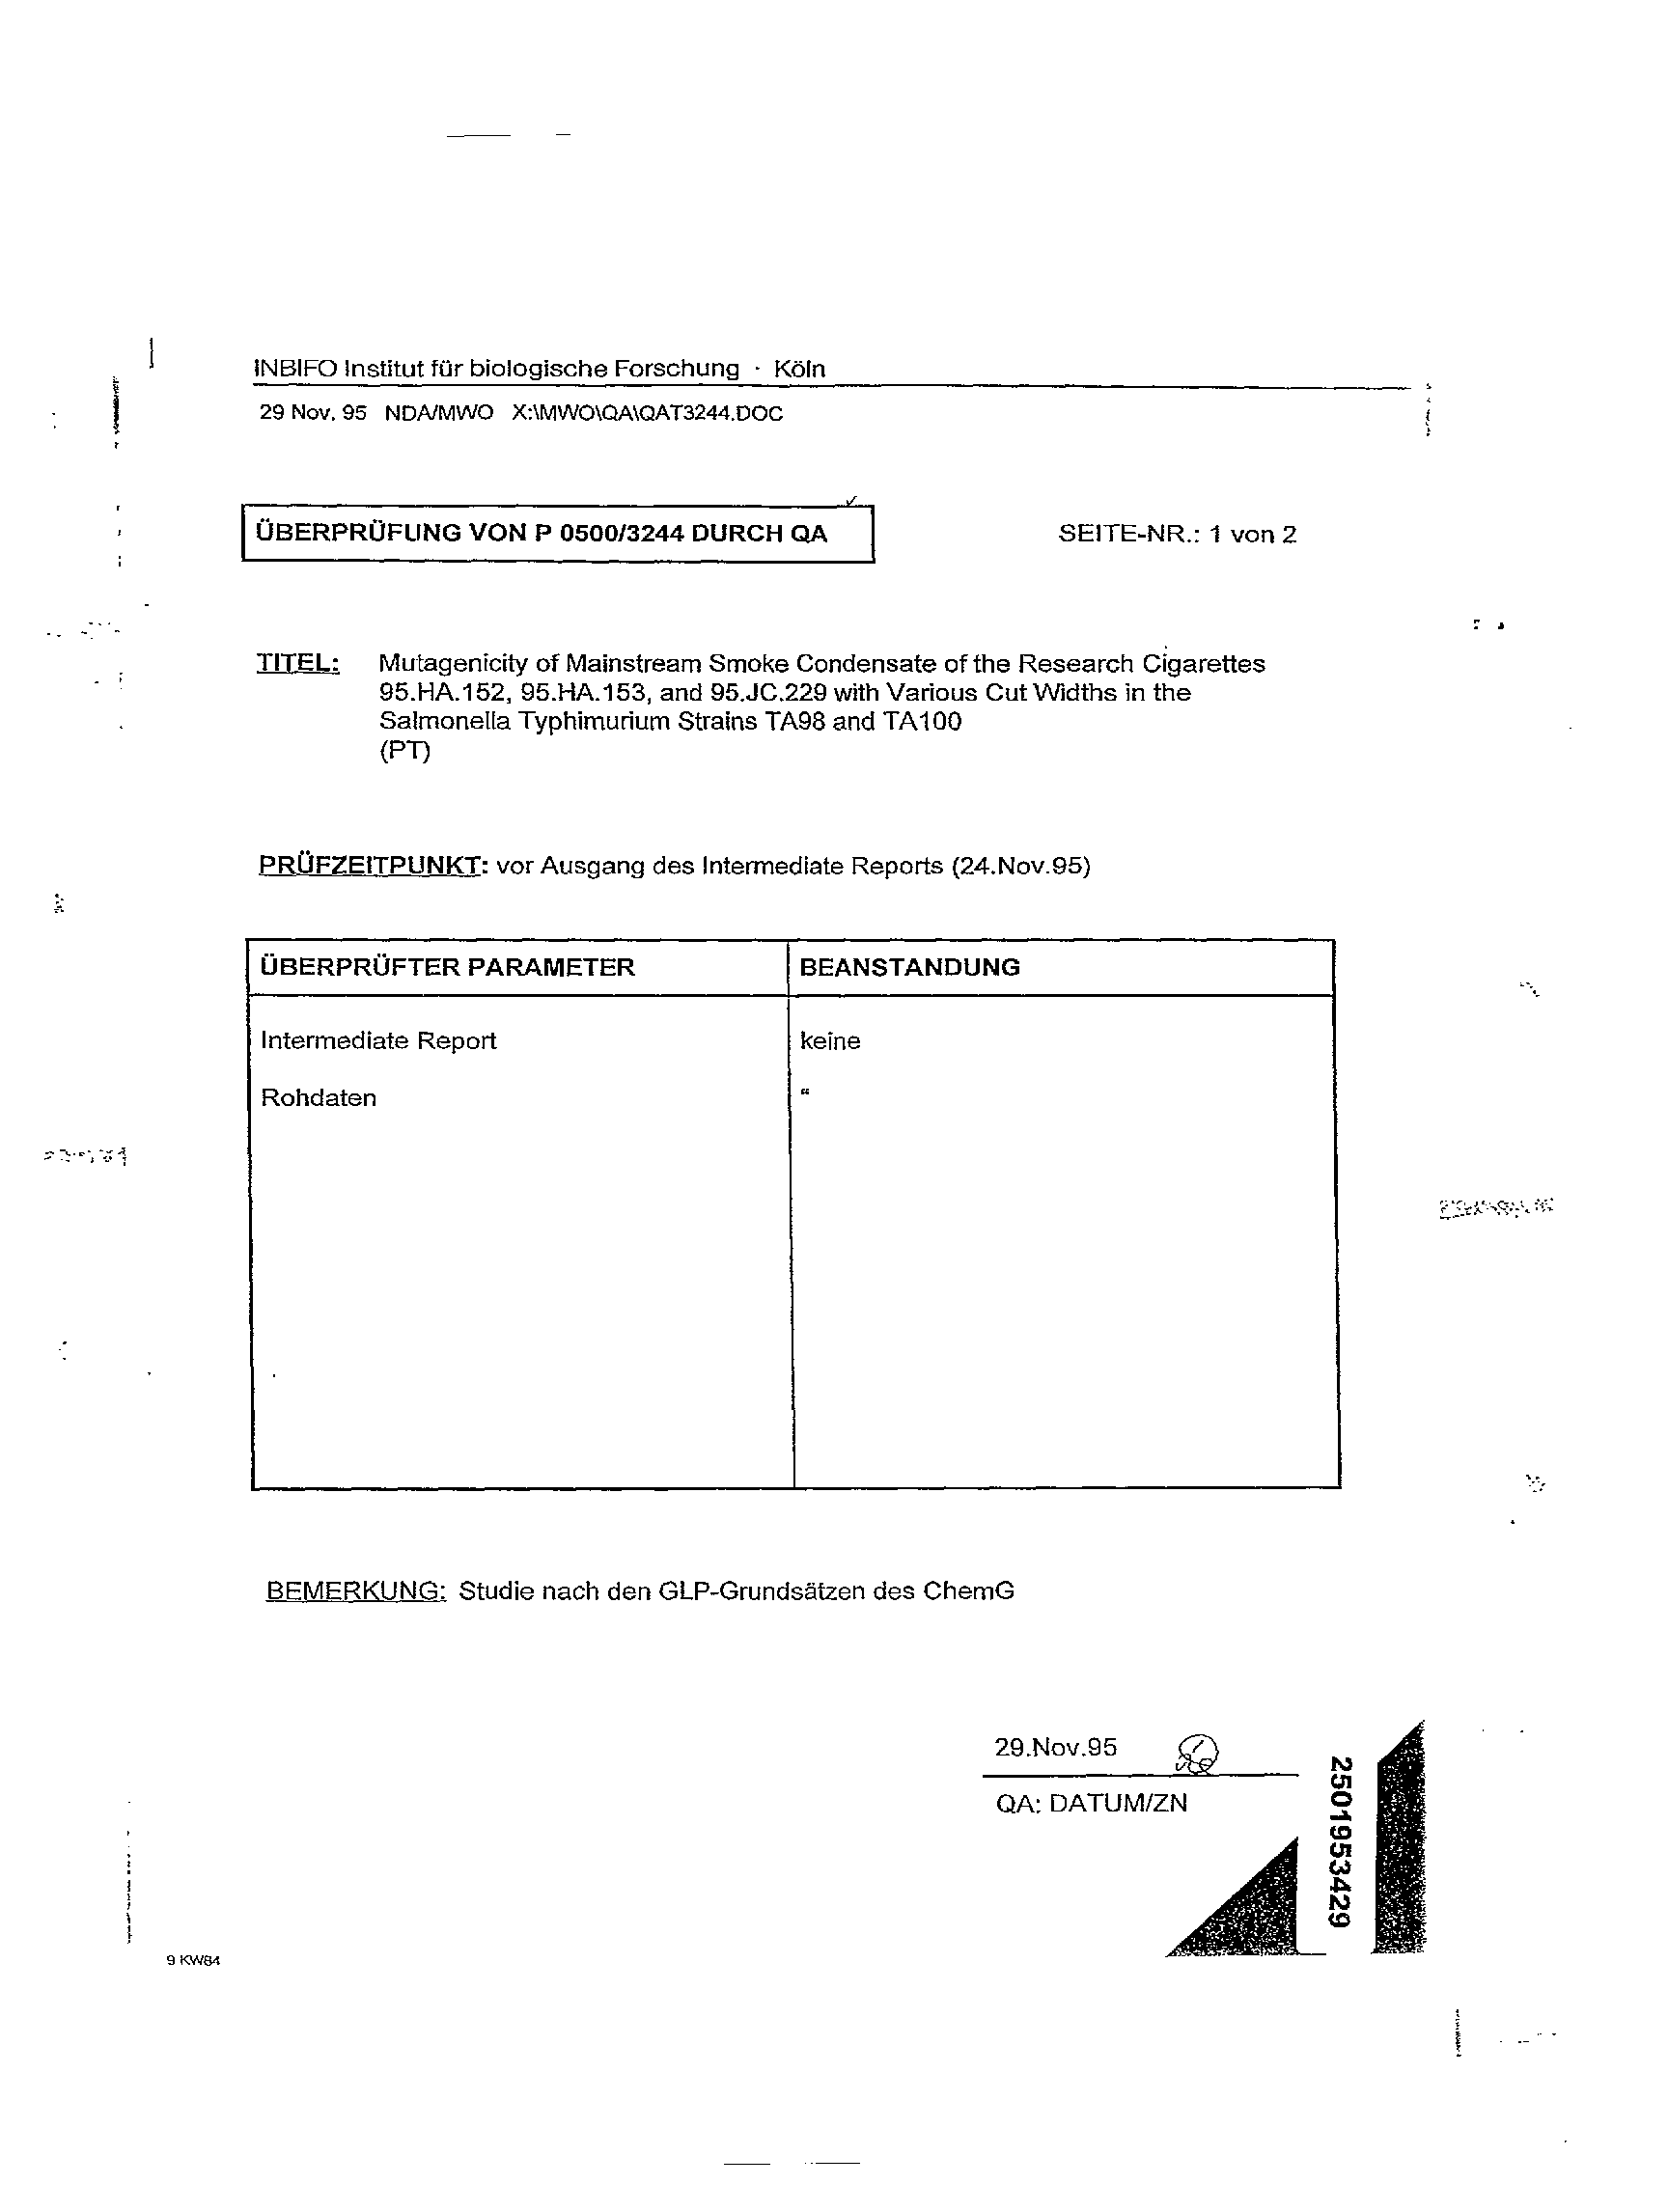 INBIFO Institut für biologische Forschung · Köln
29 Nov. 95 NDA/MWO X:\MWO\QA\QAT3244.DOC
ÜBERPRÜFUNG VON P 0500/3244 DURCH QA
SEITE-NR.: 1 von 2
TITEL: Mutagenicity of Mainstream Smoke Condensate of the Research Cigarettes
95.HA.152, 95.HA.153, and 95.JC.229 with Various Cut Widths in the
Salmonella Typhimurium Strains TA98 and TA100
(PT)
PRÜFZEITPUNKT: vor Ausgang des Intermediate Reports (24.Nov.95)
ÜBERPRÜFTER PARAMETER BEANSTANDUNG
Intermediate Report keine
Rohdaten “
BEMERKUNG: Studie nach den GLP-Grundsätzen des ChemG
29.Nov.95
QA: DATUM/ZN
2501953429
9 KW84